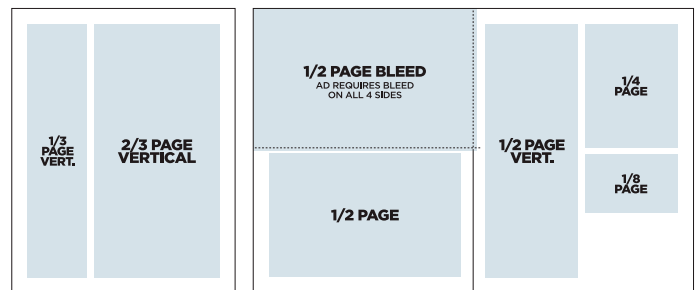 1/3
PAGE
VERT.
2/3 PAGE
VERTICAL
1/2 PAGE BLEED
AD REQUIRES BLEED
ON ALL 4 SIDES
1/2 PAGE
1/2 PAGE
VERT.
1/4
PAGE
1/8
PAGE